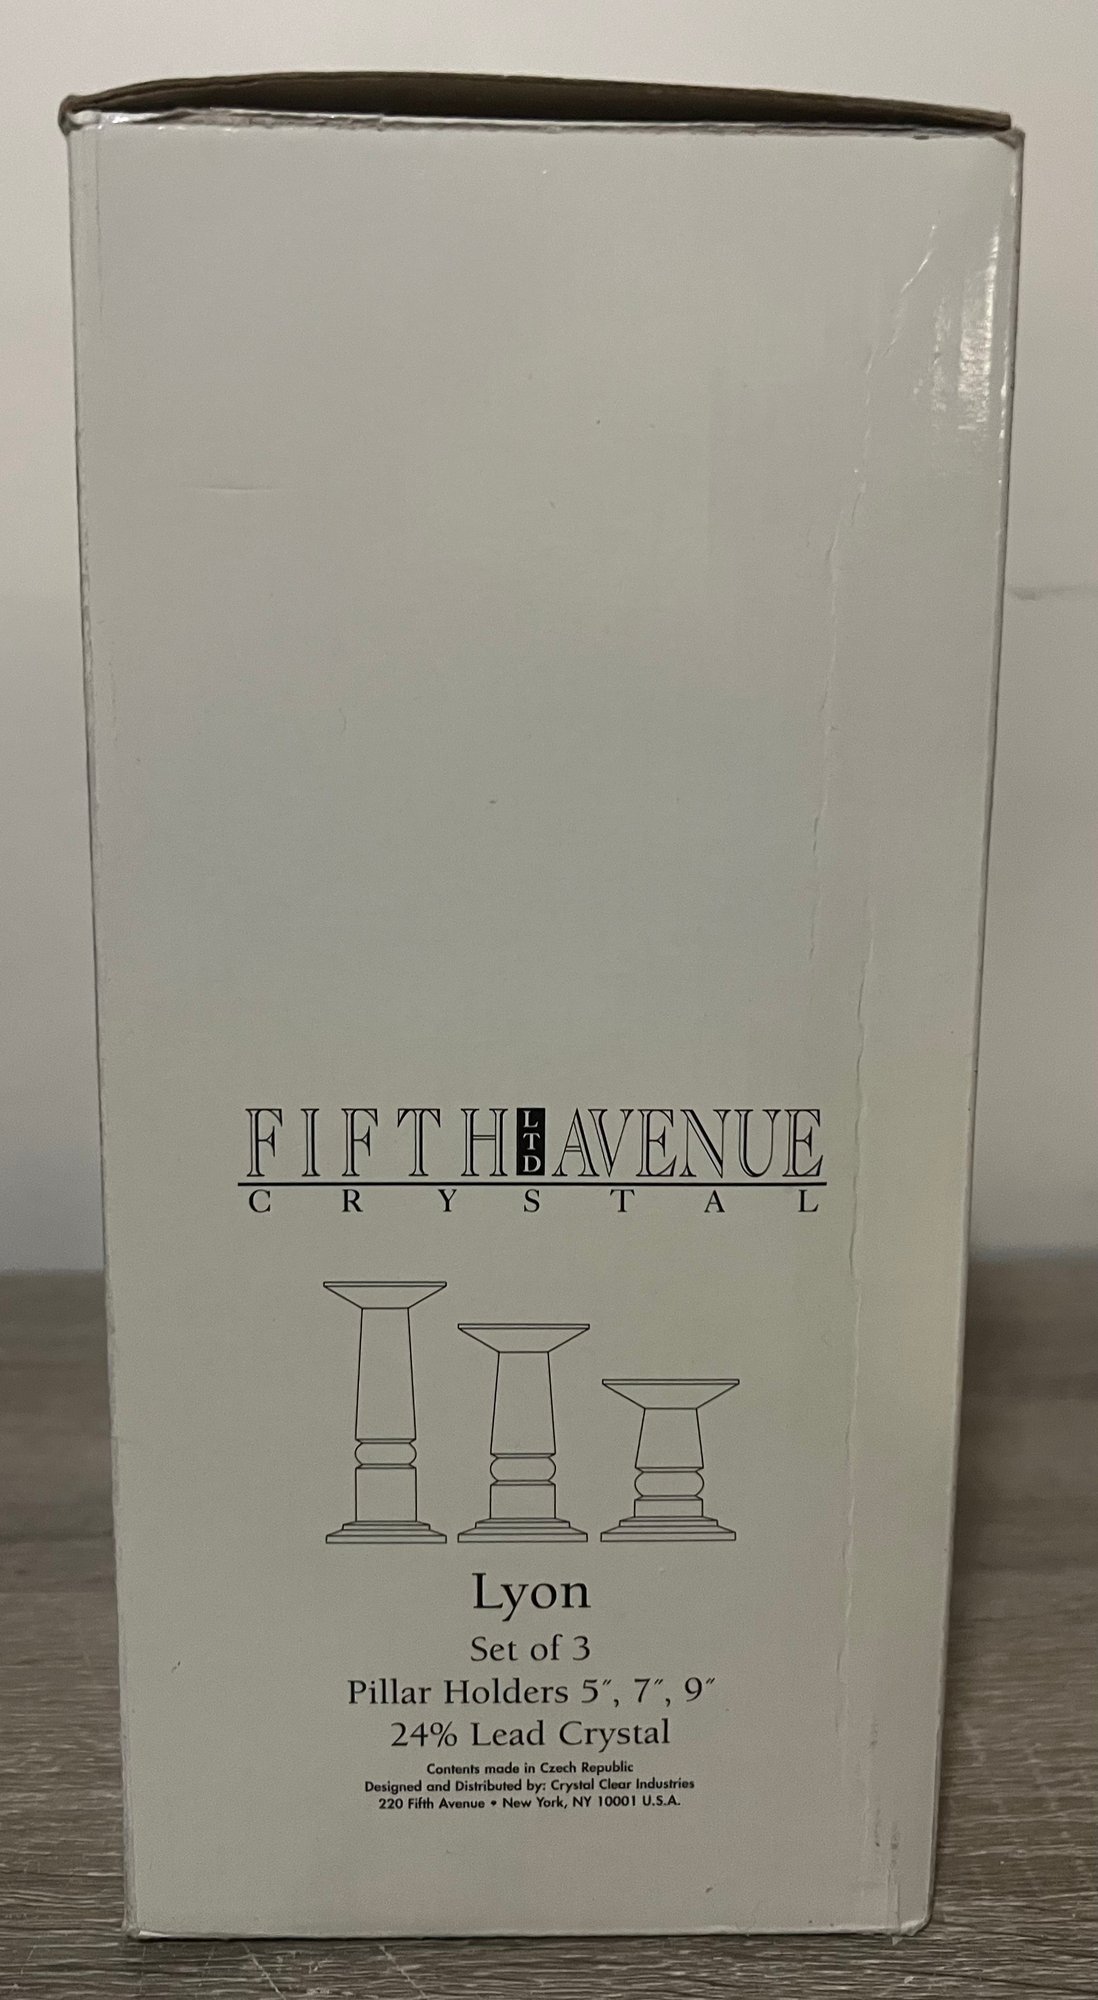 FIFTH LTD AVENUE
CRYSTAL
Lyon
Set of 3
Pillar Holders 5″, 7″, 9″
24% Lead Crystal
Contents made in Czech Republic
Designed and Distributed by: Crystal Clear Industries
220 Fifth Avenue • New York, NY 10001 U.S.A.